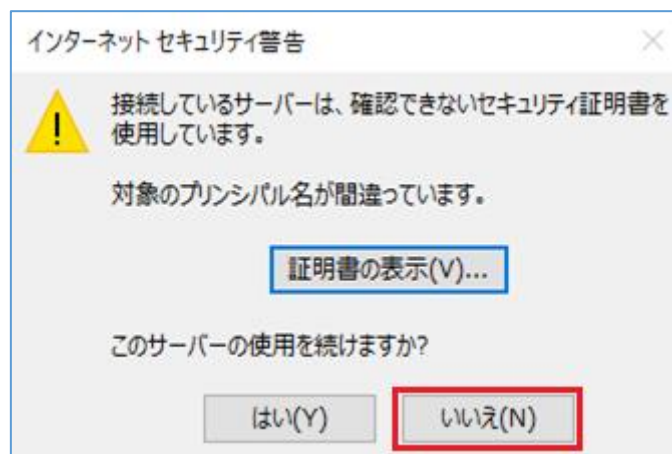 インターネット セキュリティ警告
接続しているサーバーは、確認できないセキュリティ証明書を
使用しています。
対象のプリンシパル名が間違っています。
証明書の表示(V)...
このサーバーの使用を続けますか?
はい(Y)
いいえ(N)